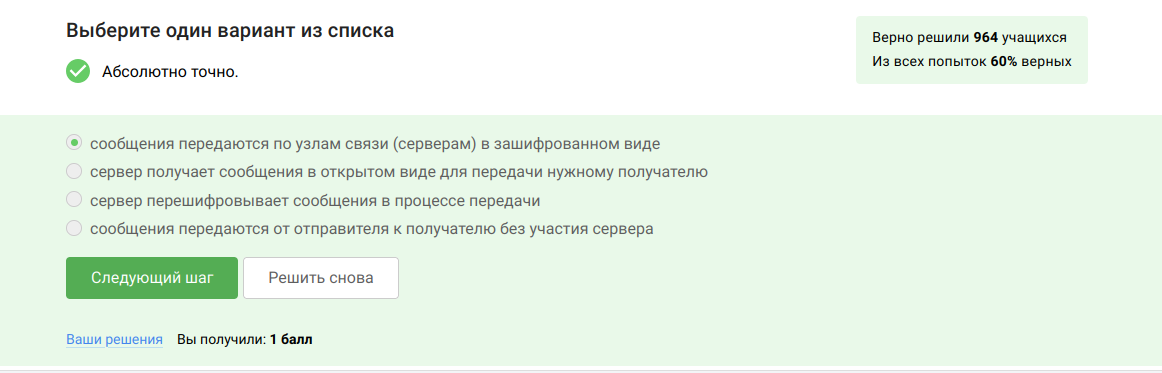 Выберите один вариант из списка
Абсолютно точно.
Верно решили 964 учащихся
Из всех попыток 60% верных
сообщения передаются по узлам связи (серверам) в зашифрованном виде
сервер получает сообщения в открытом виде для передачи нужному получателю
сервер перешифровывает сообщения в процессе передачи
сообщения передаются от отправителя к получателю без участия сервера
Следующий шаг
Решить снова
Ваши решения
Вы получили: 1 балл